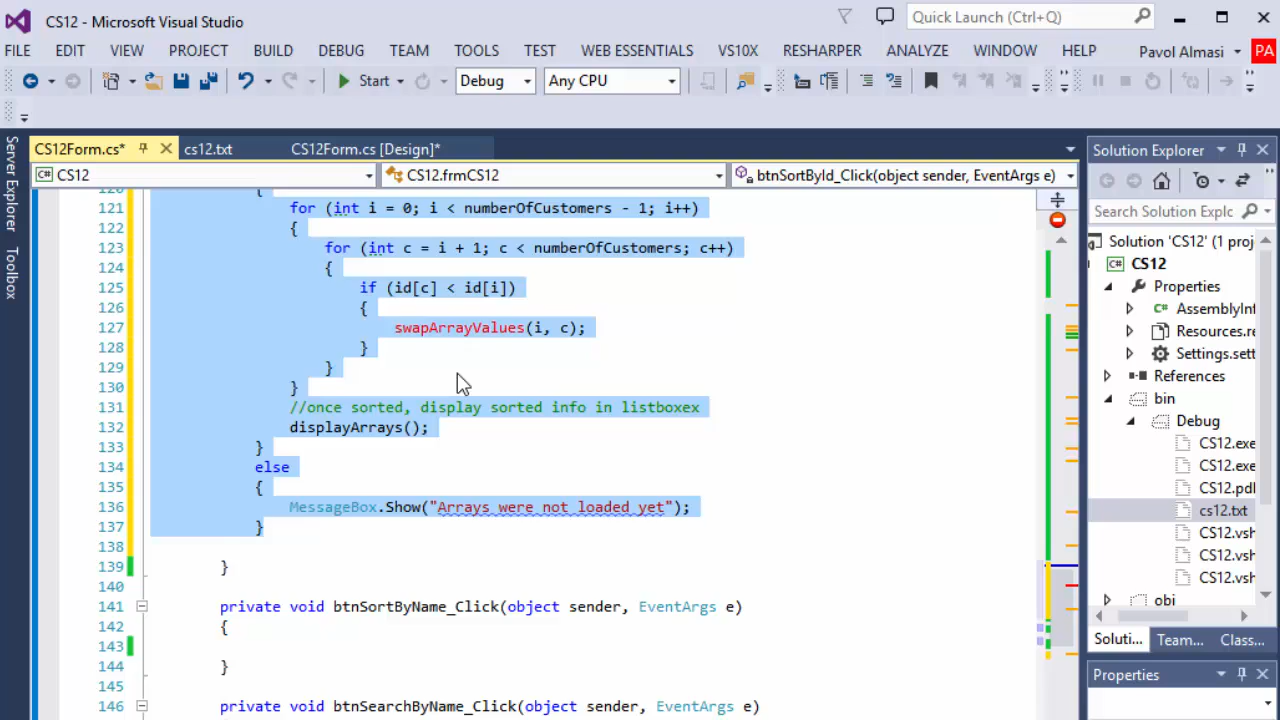 CS12 - Microsoft Visual Studio
Quick Launch (Ctrl+Q)
FILE EDIT VIEW PROJECT BUILD DEBUG TEAM TOOLS TEST WEB ESSENTIALS VS10X RESHARPER ANALYZE WINDOW HELP Pavol Almasi PA
Start Debug Any CPU
Server Explorer
Toolbox
CS12Form.cs* cs12.txt CS12Form.cs [Design]*
CS12 CS12.frmCS12 btnSortById_Click(object sender, EventArgs e)
120 {
121 for (int i = 0; i < numberOfCustomers - 1; i++)
122 {
123 for (int c = i + 1; c < numberOfCustomers; c++)
124 {
125 if (id[c] < id[i])
126 {
127 swapArrayValues(i, c);
128 }
129 }
130 }
131 //once sorted, display sorted info in listboxex
132 displayArrays();
133 }
134 else
135 {
136 MessageBox.Show("Arrays were not loaded yet");
137 }
138
139 }
140
141 private void btnSortByName_Click(object sender, EventArgs e)
142 {
143
144 }
145
146 private void btnSearchByName_Click(object sender, EventArgs e)
Solution Explorer
Search Solution Explc
Solution 'CS12' (1 proj
C# CS12
Properties
AssemblyInf
Resources.re
Settings.sett
References
bin
Debug
CS12.exe
CS12.exe
CS12.pdl
cs12.txt
CS12.vsh
CS12.vsh
CS12.vsh
obi
Soluti... Team... Class...
Properties